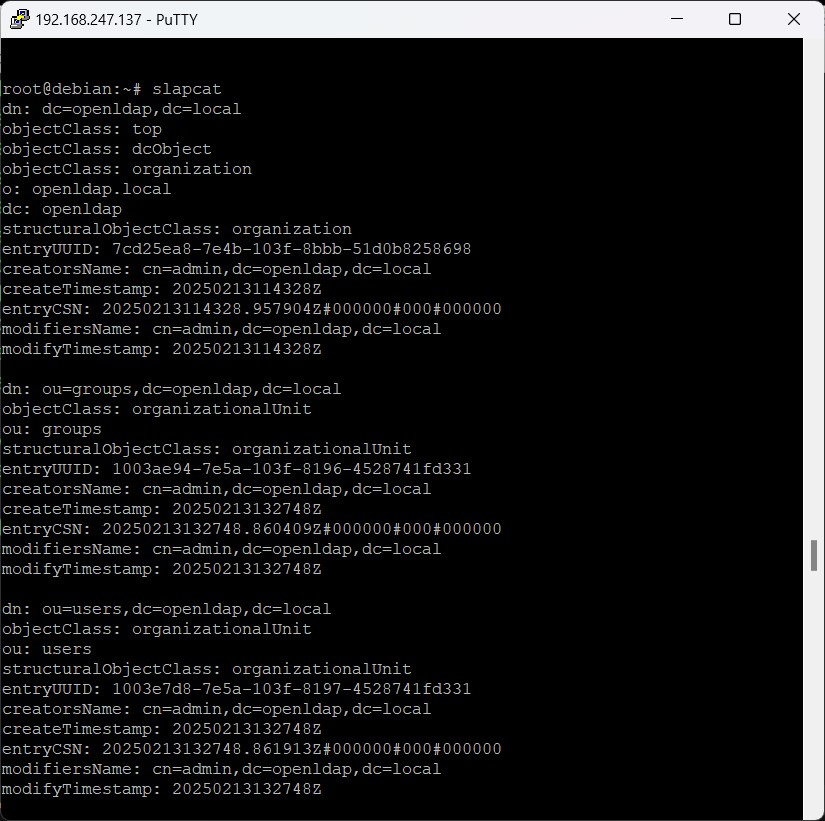 192.168.247.137 - PuTTY
root@debian:~# slapcat
dn: dc=openldap,dc=local
objectClass: top
objectClass: dcObject
objectClass: organization
o: openldap.local
dc: openldap
structuralObjectClass: organization
entryUUID: 7cd25ea8-7e4b-103f-8bbb-51d0b8258698
creatorsName: cn=admin,dc=openldap,dc=local
createTimestamp: 20250213114328Z
entryCSN: 20250213114328.957904Z#000000#000#000000
modifiersName: cn=admin,dc=openldap,dc=local
modifyTimestamp: 20250213114328Z
dn: ou=groups,dc=openldap,dc=local
objectClass: organizationalUnit
ou: groups
structuralObjectClass: organizationalUnit
entryUUID: 1003ae94-7e5a-103f-8196-4528741fd331
creatorsName: cn=admin,dc=openldap,dc=local
createTimestamp: 20250213132748Z
entryCSN: 20250213132748.860409Z#000000#000#000000
modifiersName: cn=admin,dc=openldap,dc=local
modifyTimestamp: 20250213132748Z
dn: ou=users,dc=openldap,dc=local
objectClass: organizationalUnit
ou: users
structuralObjectClass: organizationalUnit
entryUUID: 1003e7d8-7e5a-103f-8197-4528741fd331
creatorsName: cn=admin,dc=openldap,dc=local
createTimestamp: 20250213132748Z
entryCSN: 20250213132748.861913Z#000000#000#000000
modifiersName: cn=admin,dc=openldap,dc=local
modifyTimestamp: 20250213132748Z